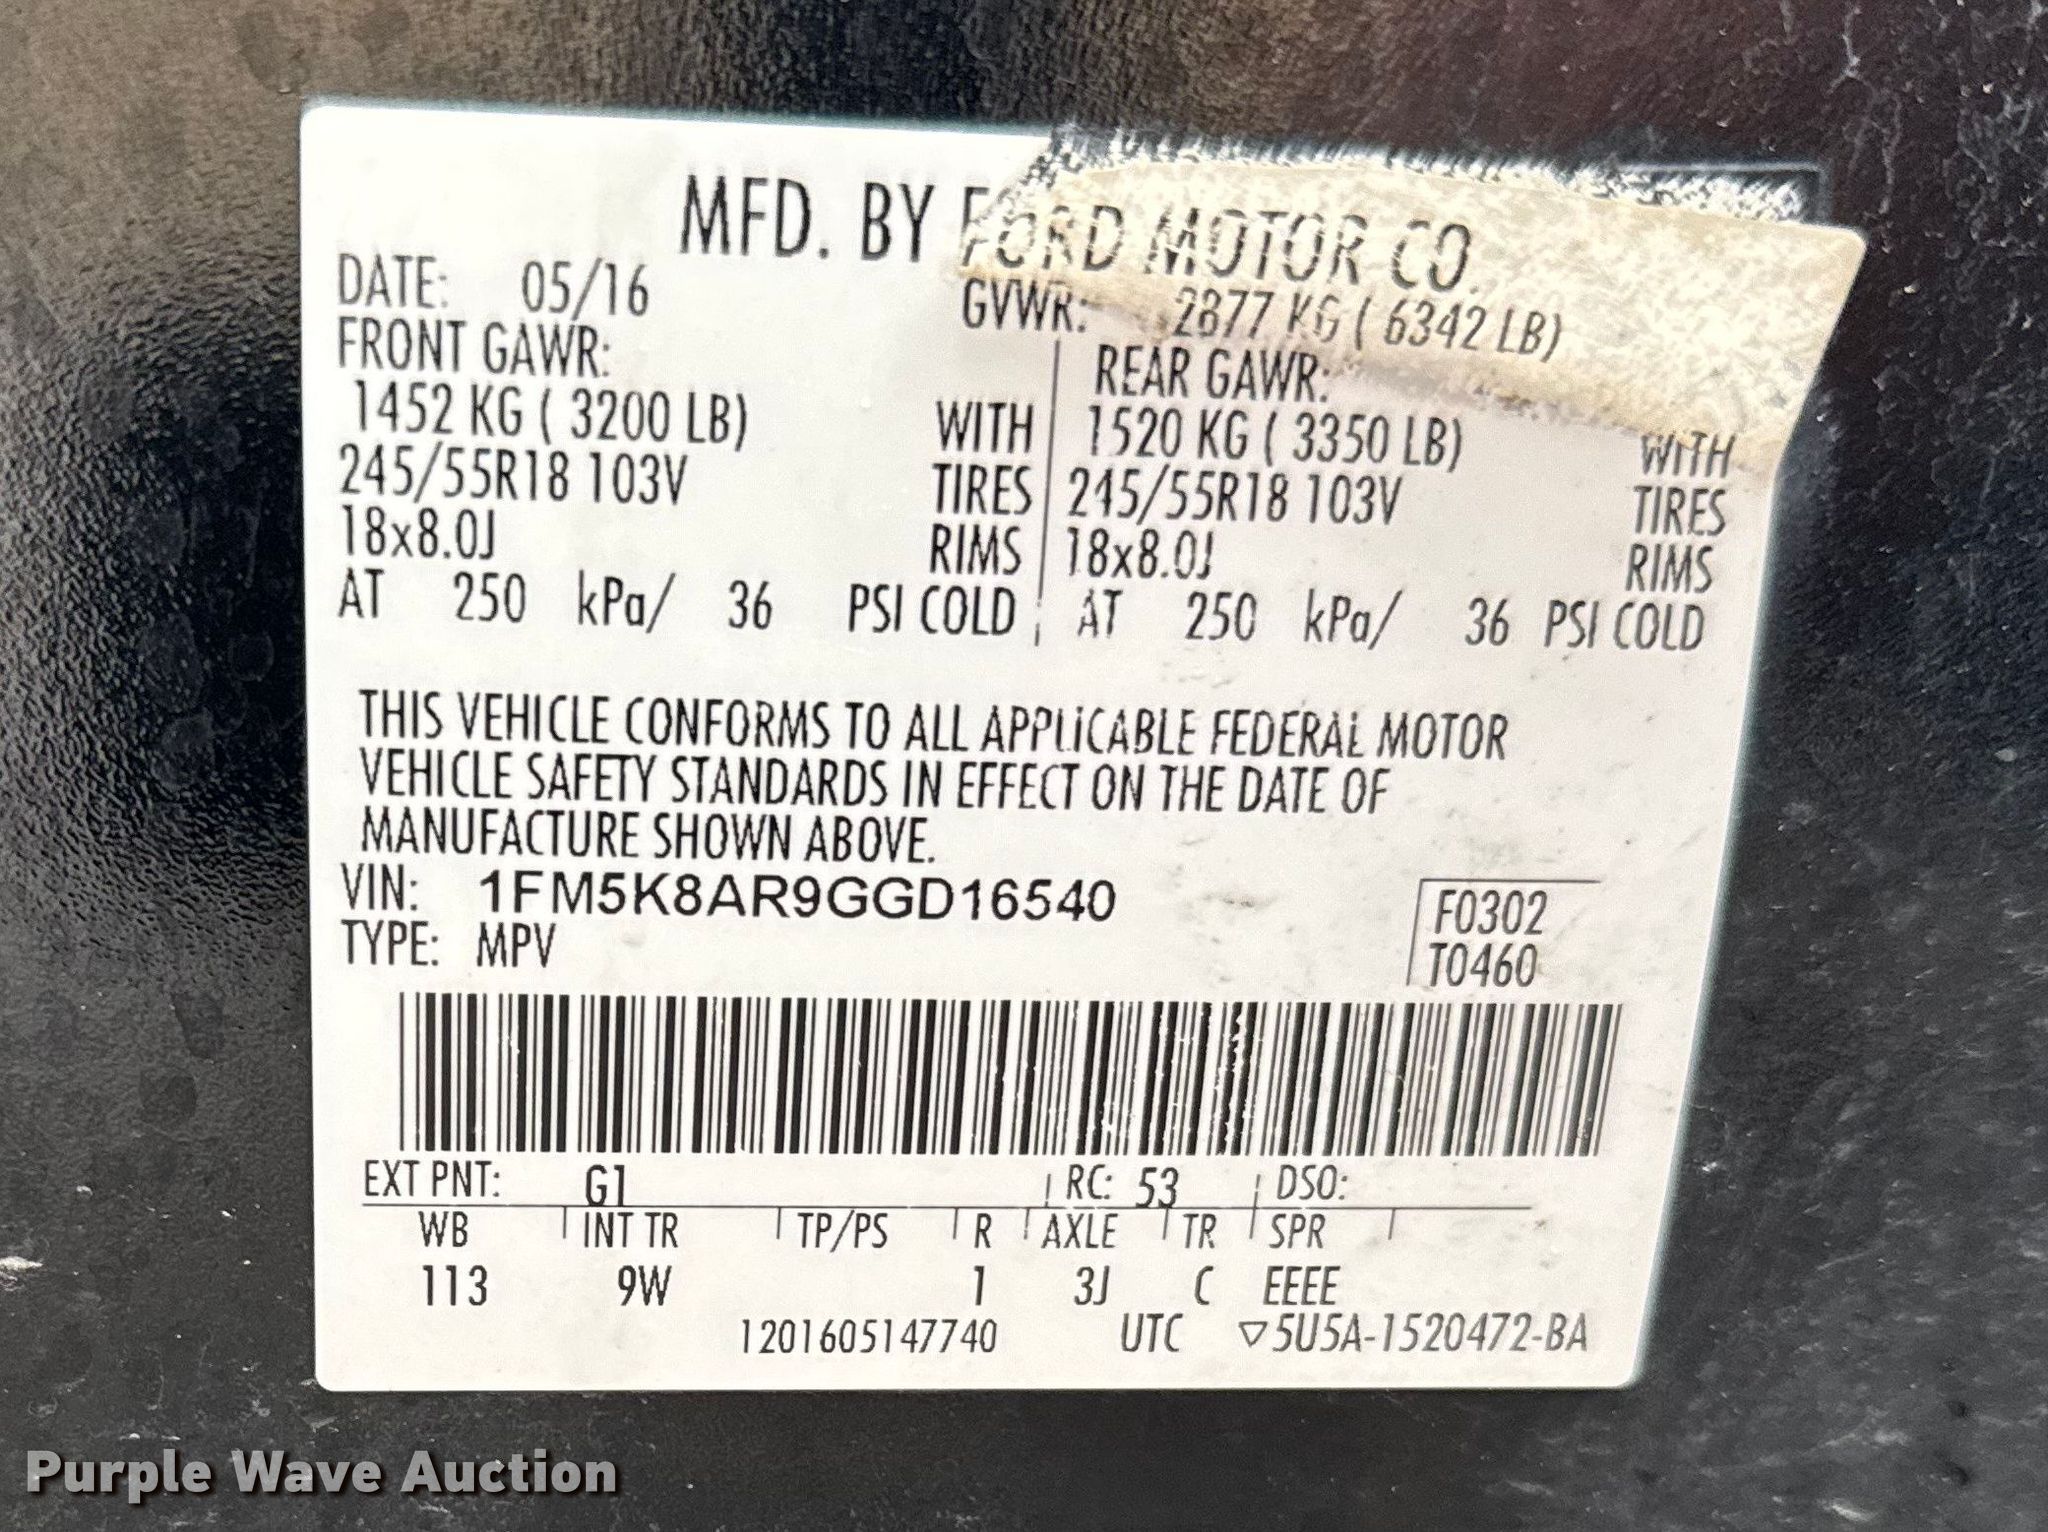 MFD. BY FORD MOTOR CO.
DATE: 05/16 GVWR: 2877 KG ( 6342 LB)
FRONT GAWR: REAR GAWR:
1452 KG ( 3200 LB) WITH 1520 KG ( 3350 LB) WITH
245/55R18 103V TIRES 245/55R18 103V TIRES
18x8.0J RIMS 18x8.0J RIMS
AT 250 kPa/ 36 PSI COLD AT 250 kPa/ 36 PSI COLD
THIS VEHICLE CONFORMS TO ALL APPLICABLE FEDERAL MOTOR
VEHICLE SAFETY STANDARDS IN EFFECT ON THE DATE OF
MANUFACTURE SHOWN ABOVE.
VIN: 1FM5K8AR9GGD16540 F0302
TYPE: MPV T0460
EXT PNT: G1 RC: 53 DSO:
WB INT TR TP/PS R AXLE TR SPR
113 9W 1 3J C EEEE
1201605147740 UTC ▽5U5A-1520472-BA
Purple Wave Auction